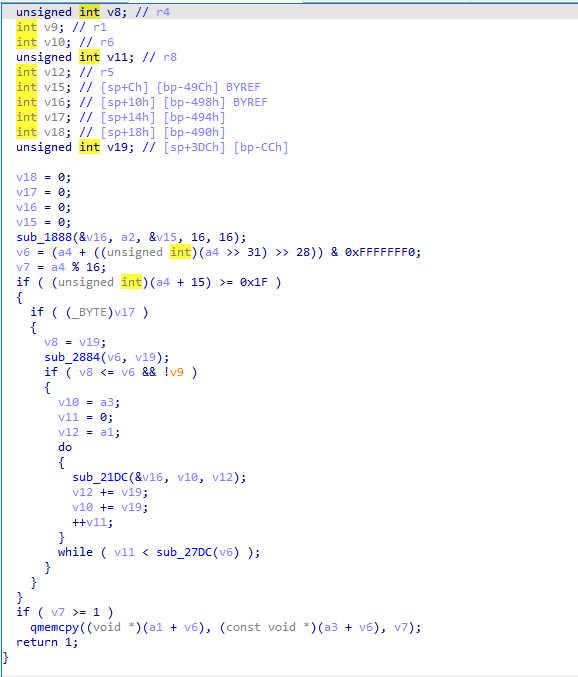 unsigned int v8; // r4
int v9; // r1
int v10; // r6
unsigned int v11; // r8
int v12; // r5
int v15; // [sp+Ch] [bp-49Ch] BYREF
int v16; // [sp+10h] [bp-498h] BYREF
int v17; // [sp+14h] [bp-494h]
int v18; // [sp+18h] [bp-490h]
unsigned int v19; // [sp+3DCh] [bp-CCh]
v18 = 0;
v17 = 0;
v16 = 0;
v15 = 0;
sub_1888(&v16, a2, &v15, 16, 16);
v6 = (a4 + ((unsigned int)(a4 >> 31) >> 28)) & 0xFFFFFFF0;
v7 = a4 % 16;
if ( (unsigned int)(a4 + 15) >= 0x1F )
{
if ( (_BYTE)v17 )
{
v8 = v19;
sub_2884(v6, v19);
if ( v8 <= v6 && !v9 )
{
v10 = a3;
v11 = 0;
v12 = a1;
do
{
sub_21DC(&v16, v10, v12);
v12 += v19;
v10 += v19;
++v11;
}
while ( v11 < sub_27DC(v6) );
}
}
}
if ( v7 >= 1 )
qmemcpy((void *)(a1 + v6), (const void *)(a3 + v6), v7);
return 1;
}